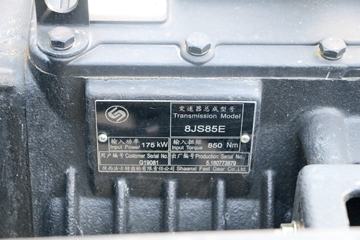 变速器总成型号
Transmission Model
8JS85E
输入功率 175 kW 输入扭矩 850 Nm
Input Power Input Torque
用户编号 出厂编号
Customer Serial No. Production Serial No.
G19081 5,180773879
陕西法士特齿轮有限责任公司 Shaanxi Fast Gear Co.,Ltd.